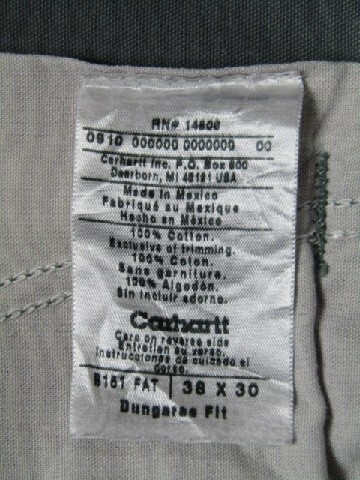 RN# 14806
0810 000000 0000000 00
Carhartt Inc. P.O. Box 600
Dearborn, MI 48121 USA
Made in Mexico
Fabriqué au Mexique
Hecho en México
100% Cotton.
Exclusive of trimming.
100% Coton.
Sans garniture.
100% Algodon.
Sin incluir adorno.
Carhartt
Care on reverse side
Entretien au verso.
Instrucciones de cuidado al
dorso.
B151 FAT 38 X 30
Dungaree Fit